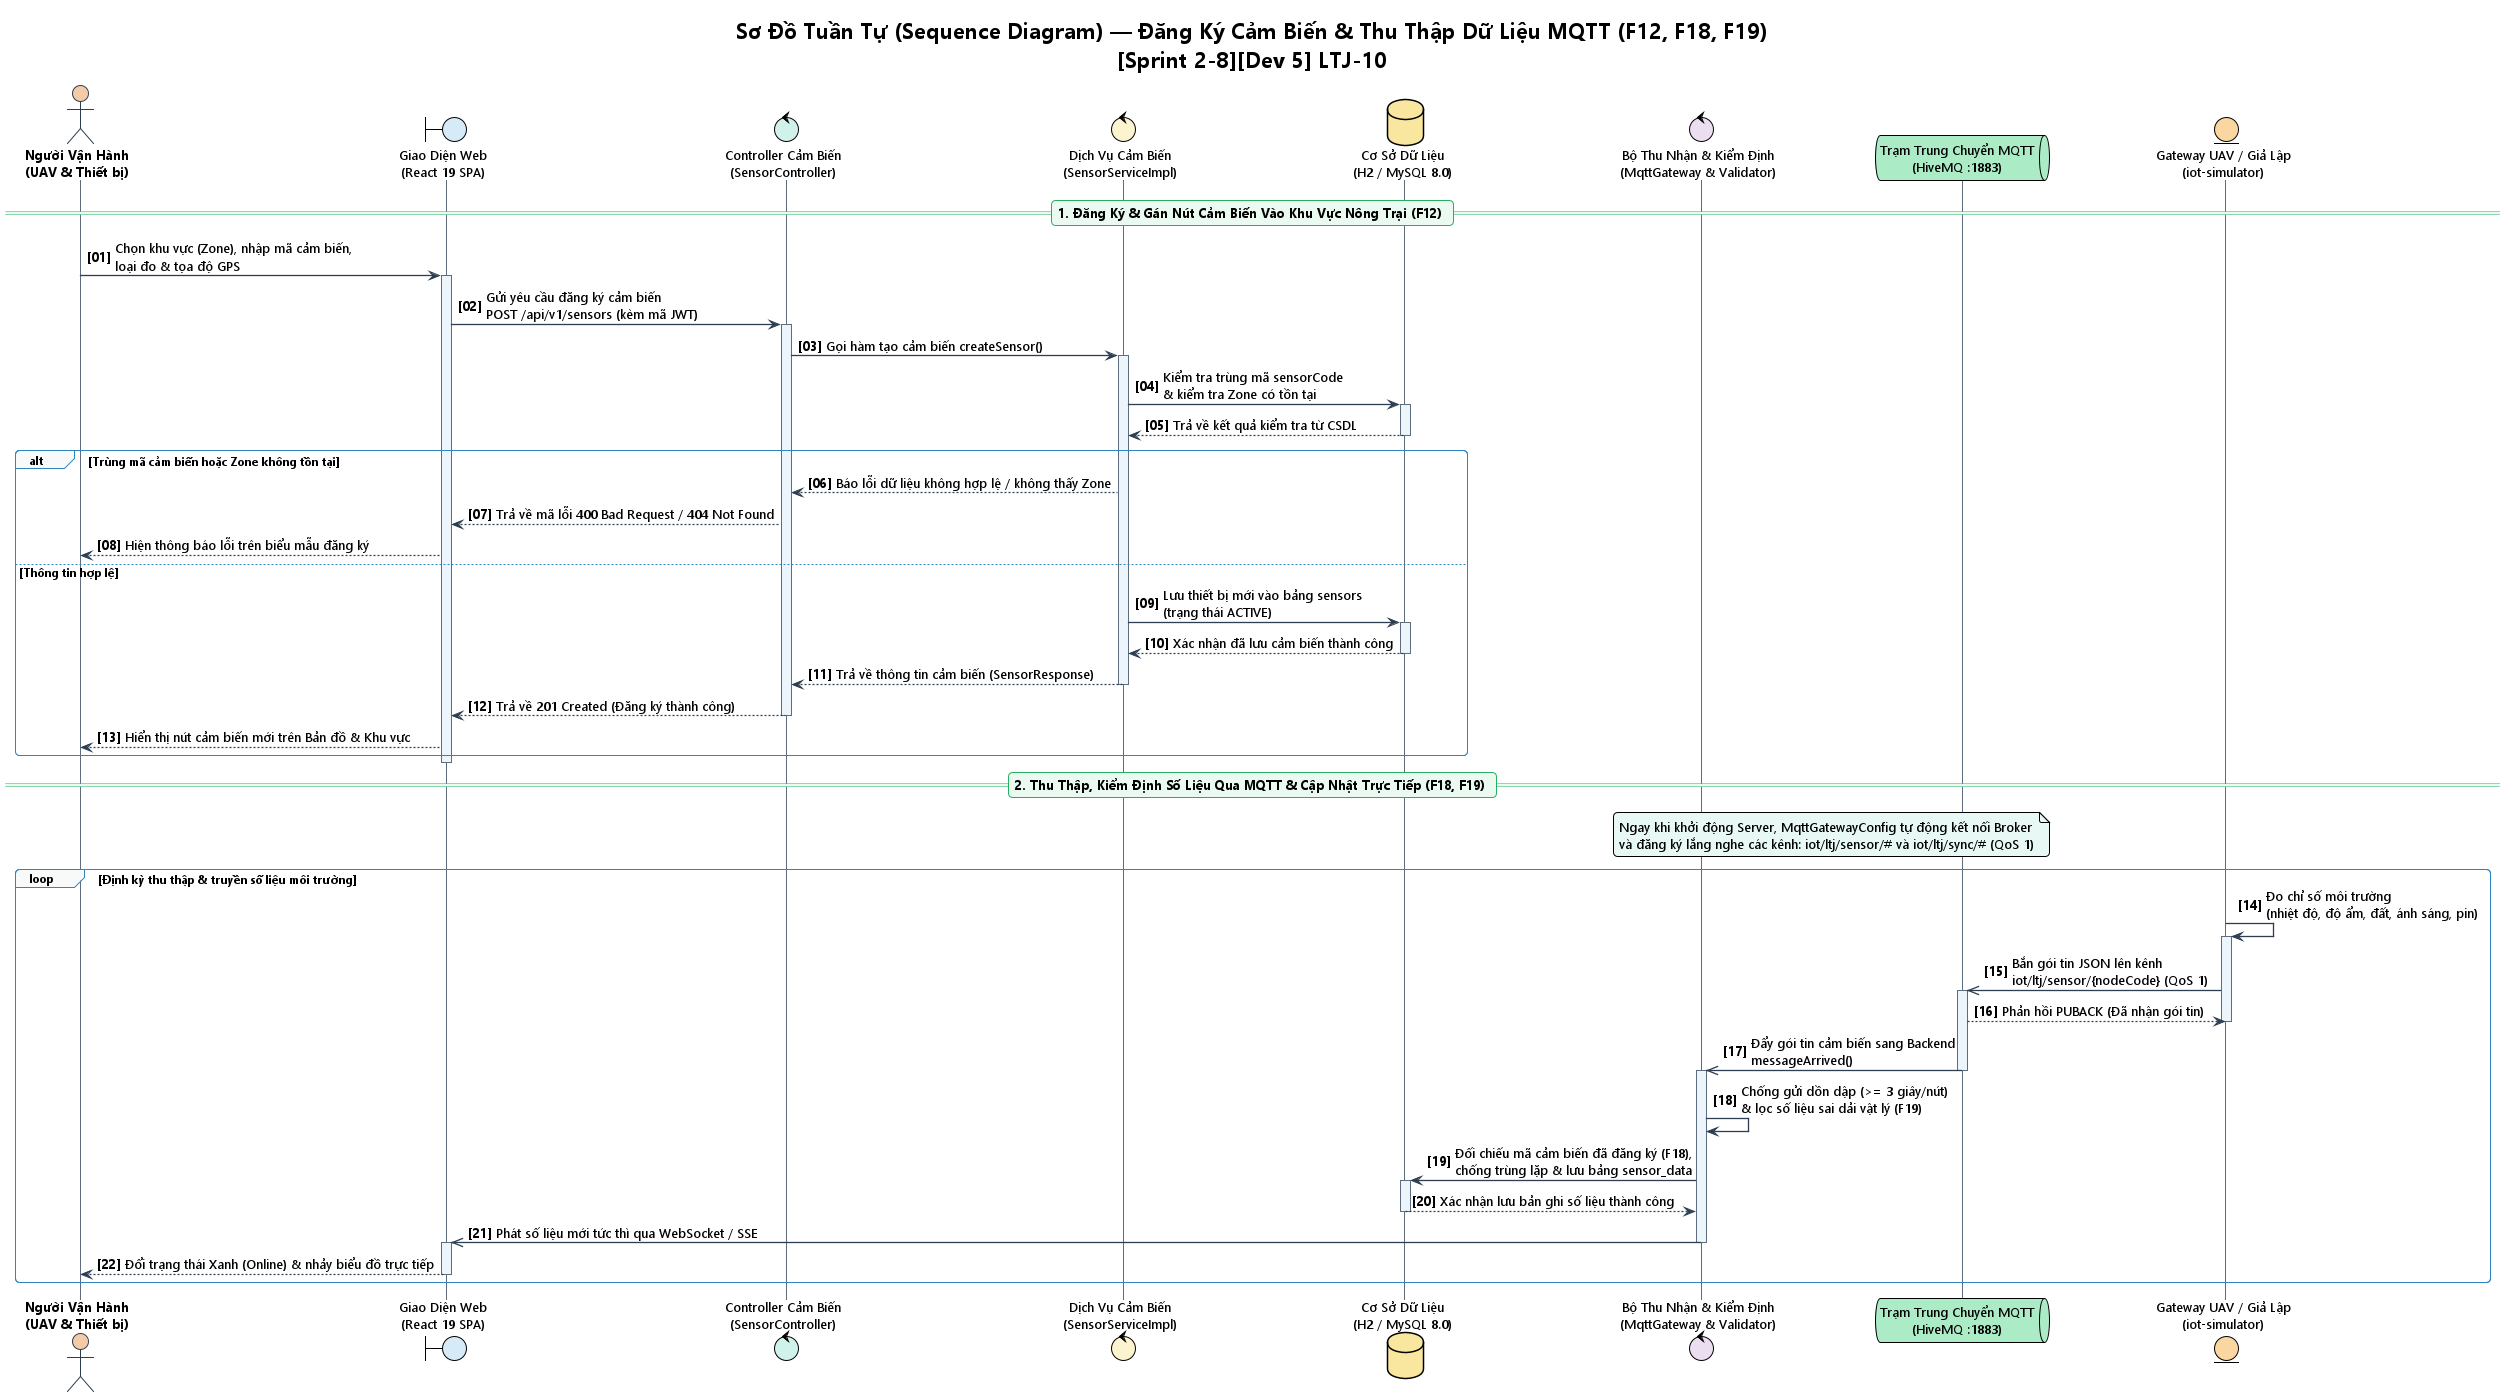 Sơ Đồ Tuần Tự (Sequence Diagram) — Đăng Ký Cảm Biến & Thu Thập Dữ Liệu MQTT (F12, F18, F19)
[Sprint 2-8][Dev 5] LTJ-10
Người Vận Hành
(UAV & Thiết bị)
Giao Diện Web
(React 19 SPA)
Controller Cảm Biến
(SensorController)
Dịch Vụ Cảm Biến
(SensorServiceImpl)
Cơ Sở Dữ Liệu
(H2 / MySQL 8.0)
Bộ Thu Nhận & Kiểm Định
(MqttGateway & Validator)
Trạm Trung Chuyển MQTT
(HiveMQ :1883)
Gateway UAV / Giả Lập
(iot-simulator)
1. Đăng Ký & Gán Nút Cảm Biến Vào Khu Vực Nông Trại (F12)
[01] Chọn khu vực (Zone), nhập mã cảm biến,
loại đo & tọa độ GPS
[02] Gửi yêu cầu đăng ký cảm biến
POST /api/v1/sensors (kèm mã JWT)
[03] Gọi hàm tạo cảm biến createSensor()
[04] Kiểm tra trùng mã sensorCode
& kiểm tra Zone có tồn tại
[05] Trả về kết quả kiểm tra từ CSDL
alt [Trùng mã cảm biến hoặc Zone không tồn tại]
[06] Báo lỗi dữ liệu không hợp lệ / không thấy Zone
[07] Trả về mã lỗi 400 Bad Request / 404 Not Found
[08] Hiện thông báo lỗi trên biểu mẫu đăng ký
[Thông tin hợp lệ]
[09] Lưu thiết bị mới vào bảng sensors
(trạng thái ACTIVE)
[10] Xác nhận đã lưu cảm biến thành công
[11] Trả về thông tin cảm biến (SensorResponse)
[12] Trả về 201 Created (Đăng ký thành công)
[13] Hiển thị nút cảm biến mới trên Bản đồ & Khu vực
2. Thu Thập, Kiểm Định Số Liệu Qua MQTT & Cập Nhật Trực Tiếp (F18, F19)
Ngay khi khởi động Server, MqttGatewayConfig tự động kết nối Broker
và đăng ký lắng nghe các kênh: iot/ltj/sensor/# và iot/ltj/sync/# (QoS 1)
loop [Định kỳ thu thập & truyền số liệu môi trường]
[14] Đo chỉ số môi trường
(nhiệt độ, độ ẩm, đất, ánh sáng, pin)
[15] Bắn gói tin JSON lên kênh
iot/ltj/sensor/{nodeCode} (QoS 1)
[16] Phản hồi PUBACK (Đã nhận gói tin)
[17] Đẩy gói tin cảm biến sang Backend
messageArrived()
[18] Chống gửi dồn dập (>= 3 giây/nút)
& lọc số liệu sai dải vật lý (F19)
[19] Đối chiếu mã cảm biến đã đăng ký (F18),
chống trùng lặp & lưu bảng sensor_data
[20] Xác nhận lưu bản ghi số liệu thành công
[21] Phát số liệu mới tức thì qua WebSocket / SSE
[22] Đổi trạng thái Xanh (Online) & nhảy biểu đồ trực tiếp
Người Vận Hành
(UAV & Thiết bị)
Giao Diện Web
(React 19 SPA)
Controller Cảm Biến
(SensorController)
Dịch Vụ Cảm Biến
(SensorServiceImpl)
Cơ Sở Dữ Liệu
(H2 / MySQL 8.0)
Bộ Thu Nhận & Kiểm Định
(MqttGateway & Validator)
Trạm Trung Chuyển MQTT
(HiveMQ :1883)
Gateway UAV / Giả Lập
(iot-simulator)